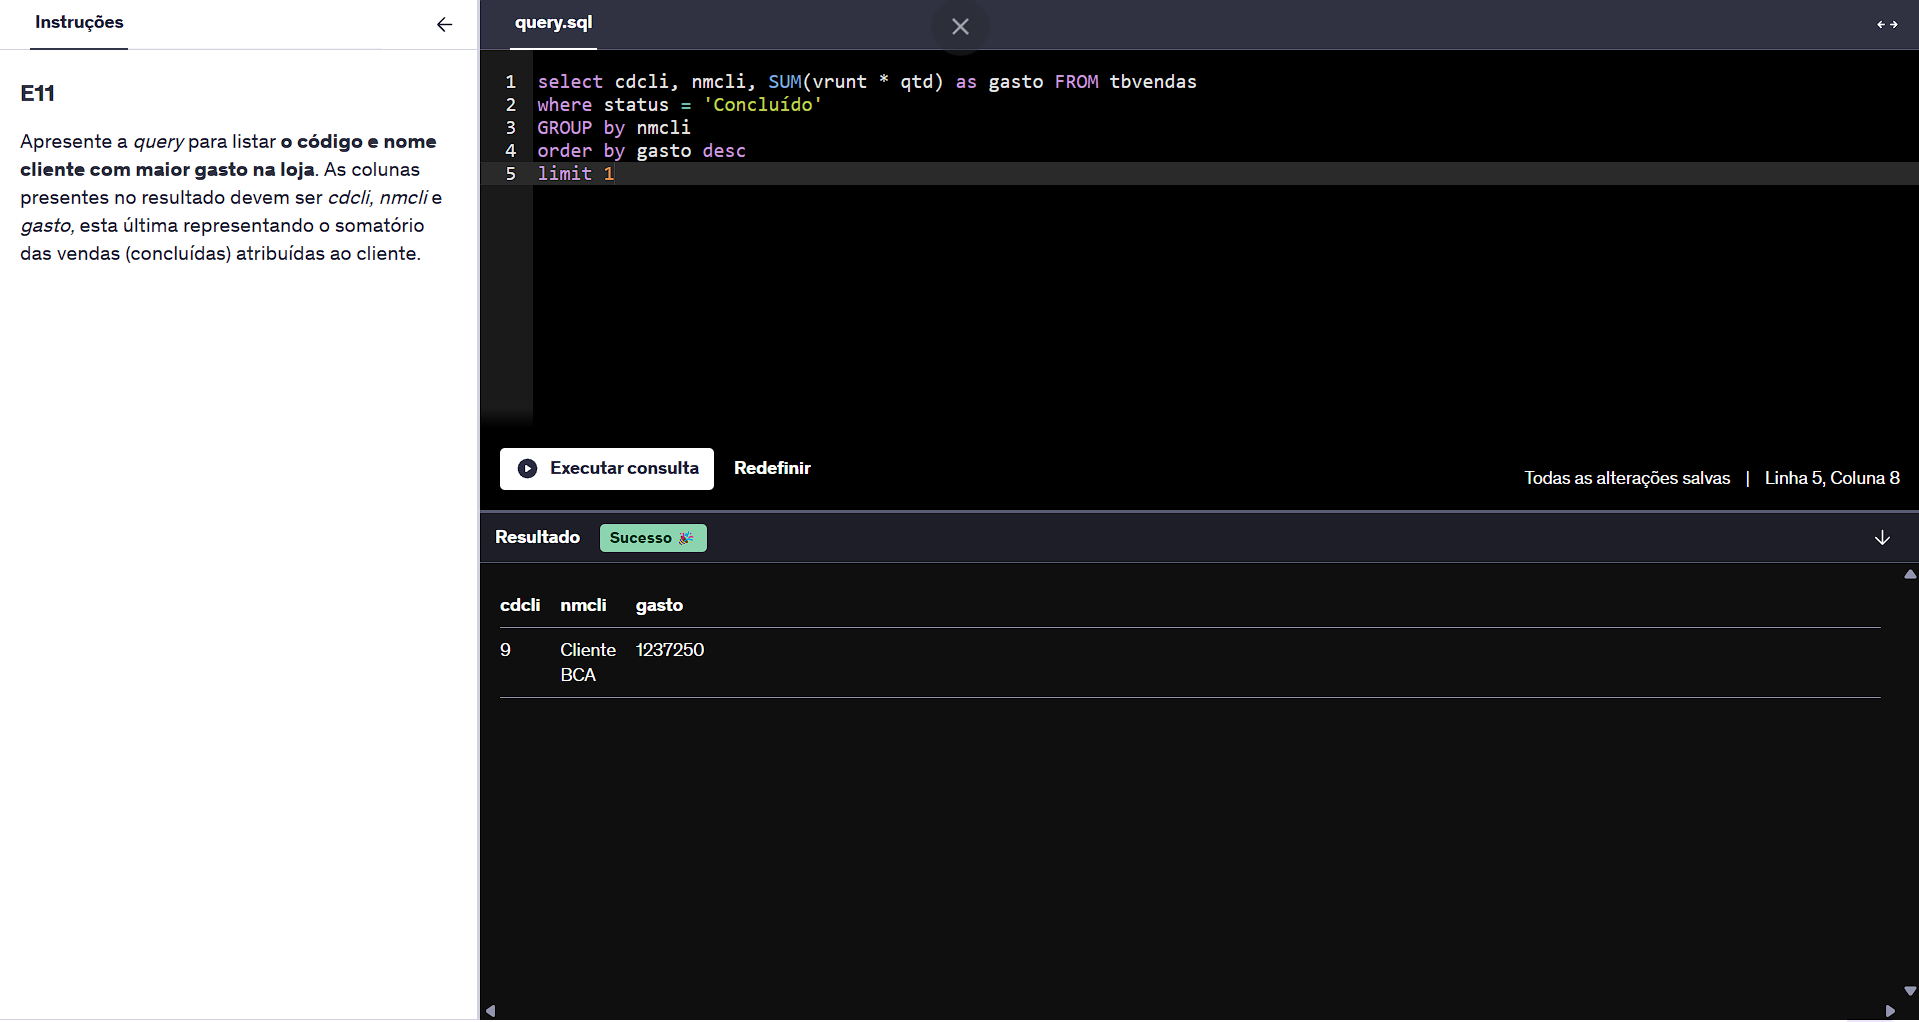 Instruções
E11
Apresente a query para listar o código e nome
cliente com maior gasto na loja. As colunas
presentes no resultado devem ser cdcli, nmcli e
gasto, esta última representando o somatório
das vendas (concluídas) atribuídas ao cliente.
query.sql
1 select cdcli, nmcli, SUM(vrunt * qtd) as gasto FROM tbvendas
2 where status = 'Concluído'
3 GROUP by nmcli
4 order by gasto desc
5 limit 1
Executar consulta Redefinir
Todas as alterações salvas | Linha 5, Coluna 8
Resultado Sucesso 🎉
cdcli nmcli gasto
9 Cliente 1237250
BCA